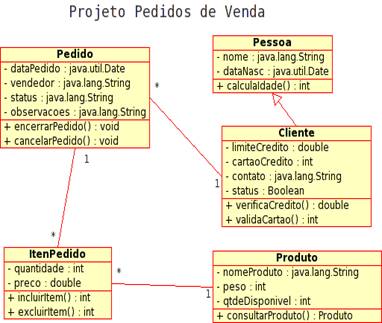 Projeto Pedidos de Venda
Pedido
- dataPedido : java.util.Date
- vendedor : java.lang.String
- status : java.lang.String
- observacoes : java.lang.String
+ encerrarPedido() : void
+ cancelarPedido() : void
Pessoa
- nome : java.lang.String
- dataNasc : java.util.Date
+ calculaIdade() : int
*
1
Cliente
- limiteCredito : double
- cartaoCredito : int
- contato : java.lang.String
- status : Boolean
+ verificaCredito() : double
+ validaCartao() : int
1
*
ItenPedido
- quantidade : int
- preco : double
+ incluirItem() : int
+ excluirItem() : int
*
1
Produto
- nomeProduto : java.lang.String
- peso : int
- qtdeDisponivel : int
+ consultarProduto() : Produto